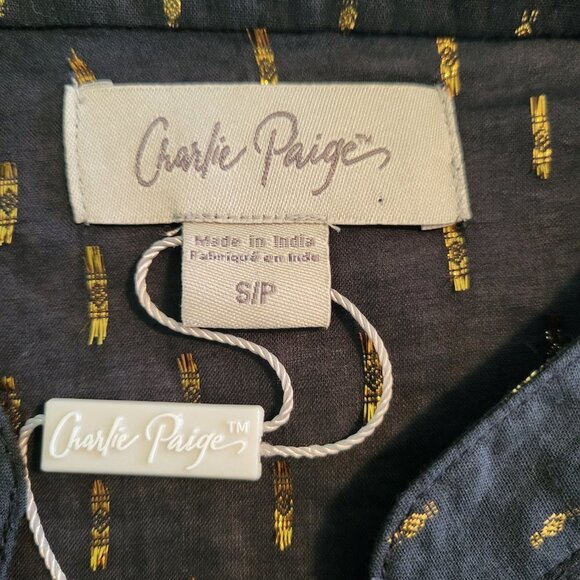 Charlie Paige™
Made in India
Fabriqué en Inde
S/P
Charlie Paige™